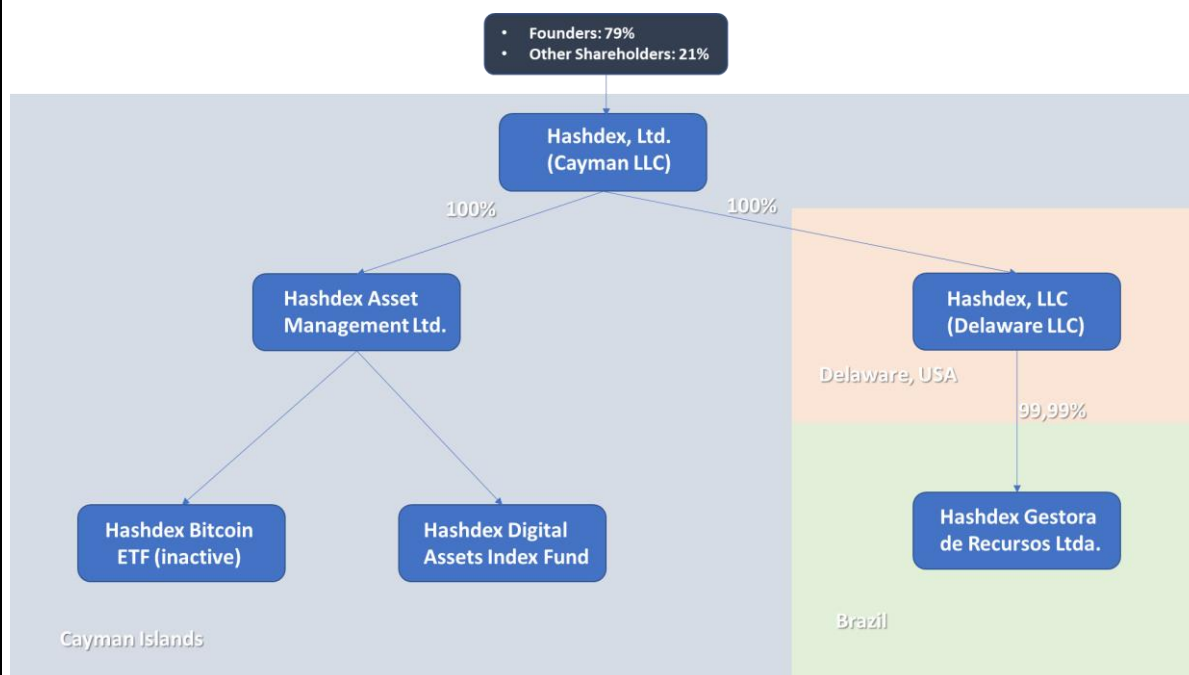 • Founders: 79%
• Other Shareholders: 21%
Hashdex, Ltd.
(Cayman LLC)
100%
100%
Hashdex Asset
Management Ltd.
Hashdex, LLC
(Delaware LLC)
Delaware, USA
99,99%
Hashdex Bitcoin
ETF (inactive)
Hashdex Digital
Assets Index Fund
Hashdex Gestora
de Recursos Ltda.
Brazil
Cayman Islands